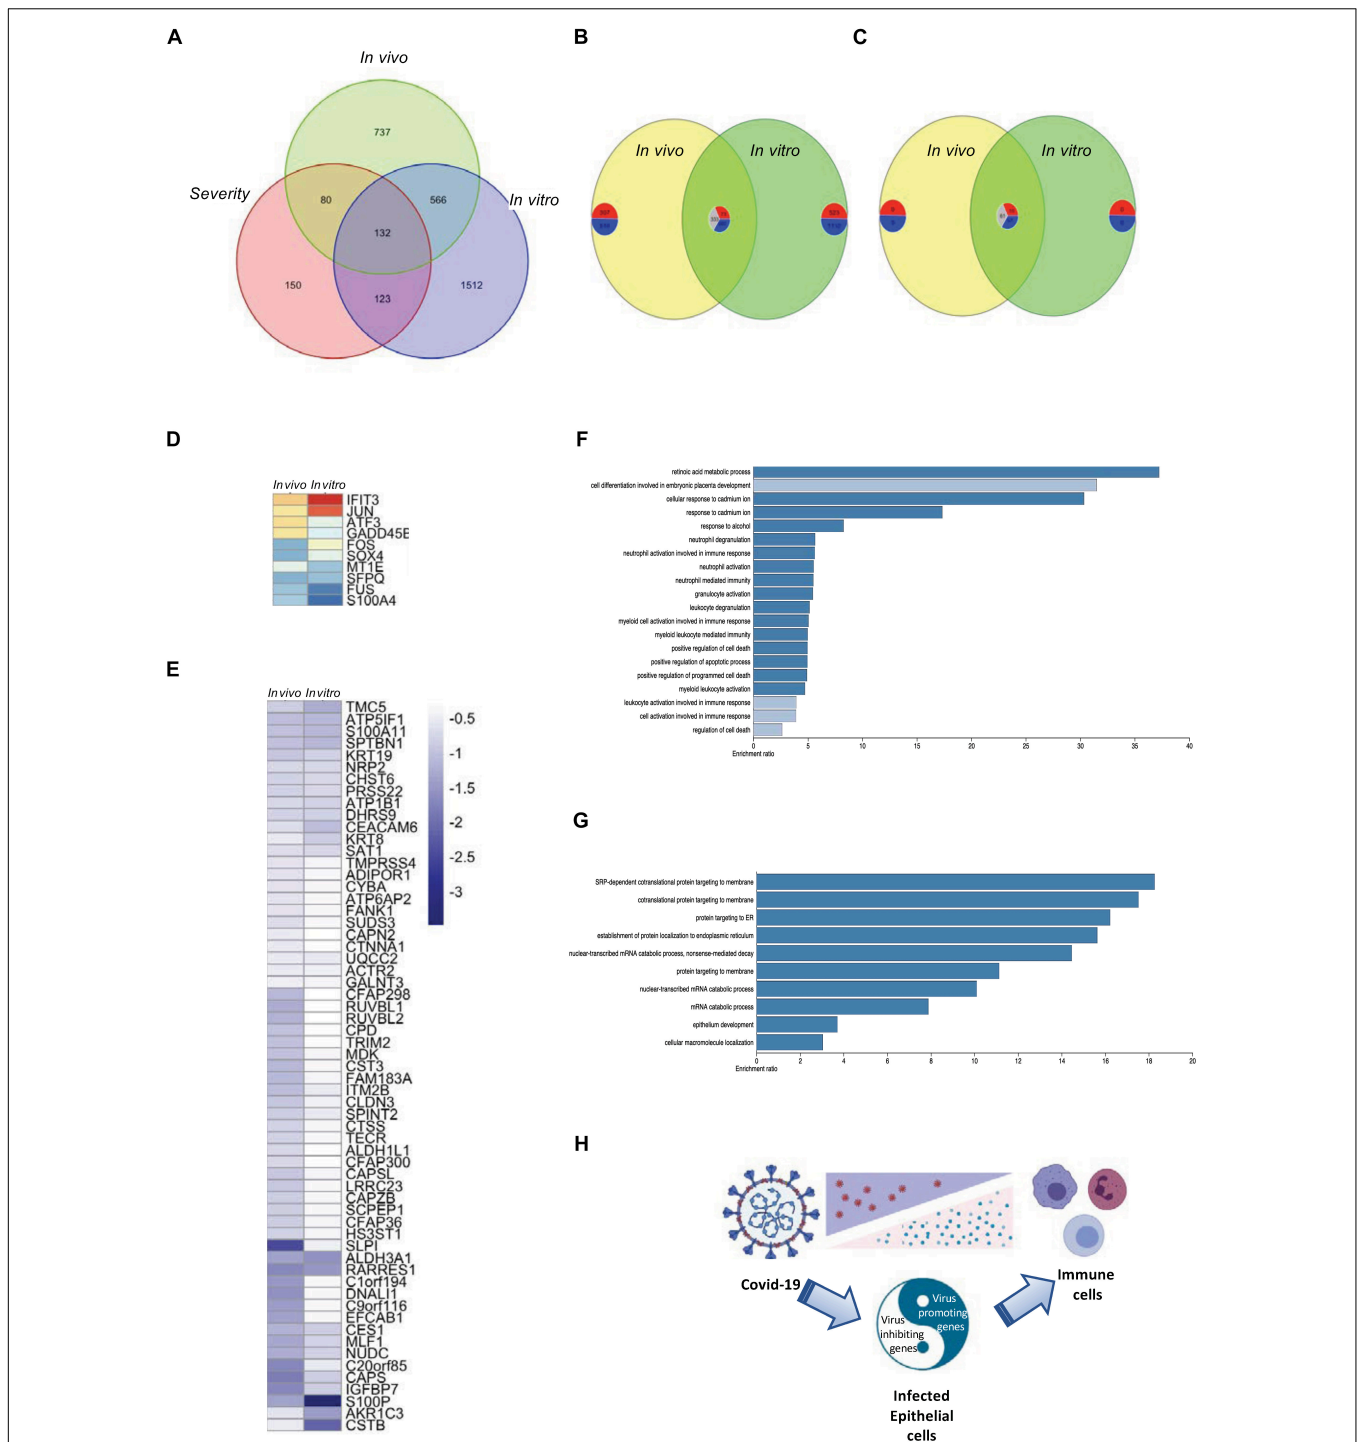 A
In vivo
737
Severity
80
566
In vitro
132
150
123
1512
B
In vivo
In vitro
C
In vivo
In vitro
D
In vivo In vitro
IFIT3
JUN
ATF3
GADD45E
FOS
SOX4
MT1E
SFPQ
FUS
S100A4
E
In vivo In vitro
TMC5
ATP5IF1
S100A11
SPTBN1
KRT19
NRP2
CHST6
PRSS22
ATP1B1
DHRS9
CEACAM6
KRT8
SAT1
TMPRSS4
ADIPOR1
CYBA
ATP6AP2
FANK1
SUDS3
CAPN2
CTNNA1
UQCC2
ACTR2
GALNT3
CFAP298
RUVBL1
RUVBL2
CPD
TRIM2
MDK
CST3
FAM183A
ITM2B
CLDN3
SPINT2
CTSS
TECR
ALDH1L1
CFAP300
CAPSL
LRRC23
CAPZB
SCPEP1
CFAP36
HS3ST1
SLPI
ALDH3A1
RARRES1
C1orf194
DNALI1
C9orf116
EFCAB1
CES1
MLF1
NUDC
C20orf85
CAPS
IGFBP7
S100P
AKR1C3
CSTB
-0.5
-1
-1.5
-2
-2.5
-3
F
retinoic acid metabolic process
cell differentiation involved in embryonic placenta development
cellular response to cadmium ion
response to cadmium ion
response to alcohol
neutrophil degranulation
neutrophil activation involved in immune response
neutrophil activation
neutrophil mediated immunity
granulocyte activation
leukocyte degranulation
myeloid cell activation involved in immune response
myeloid leukocyte mediated immunity
positive regulation of cell death
positive regulation of apoptotic process
positive regulation of programmed cell death
myeloid leukocyte activation
leukocyte activation involved in immune response
cell activation involved in immune response
regulation of cell death
0 5 10 15 20 25 30 35 40
Enrichment ratio
G
SRP-dependent cotranslational protein targeting to membrane
cotranslational protein targeting to membrane
protein targeting to ER
establishment of protein localization to endoplasmic reticulum
nuclear-transcribed mRNA catabolic process, nonsense-mediated decay
protein targeting to membrane
nuclear-transcribed mRNA catabolic process
mRNA catabolic process
epithelium development
cellular macromolecule localization
0 2 4 6 8 10 12 14 16 18 20
Enrichment ratio
H
Covid-19
Immune
cells
Virus
promoting
genes
Virus
inhibiting
genes
Infected
Epithelial
cells